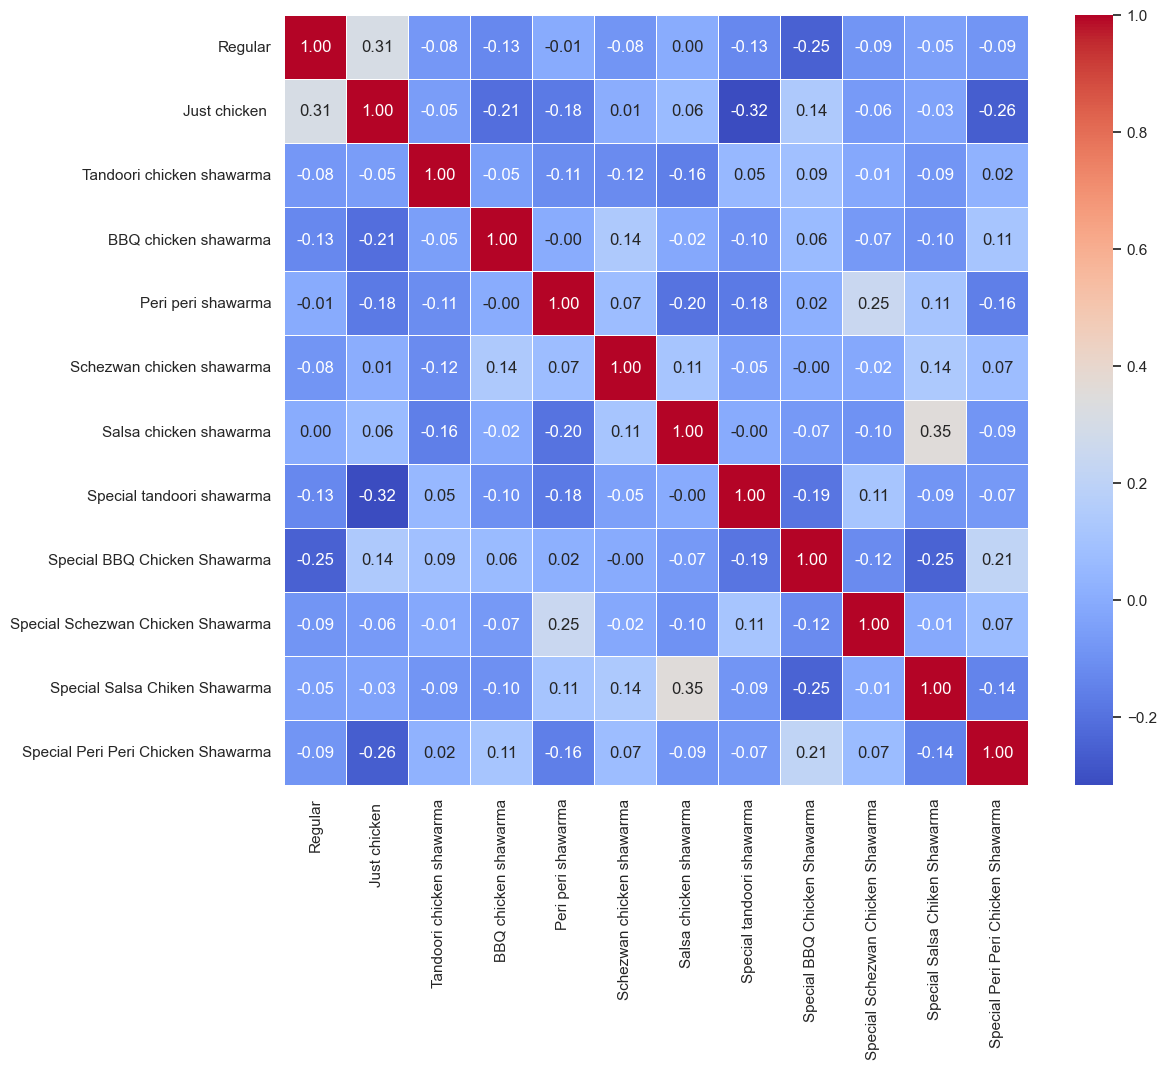 Regular 1.00 0.31 -0.08 -0.13 -0.01 -0.08 0.00 -0.13 -0.25 -0.09 -0.05 -0.09
Just chicken 0.31 1.00 -0.05 -0.21 -0.18 0.01 0.06 -0.32 0.14 -0.06 -0.03 -0.26
Tandoori chicken shawarma -0.08 -0.05 1.00 -0.05 -0.11 -0.12 -0.16 0.05 0.09 -0.01 -0.09 0.02
BBQ chicken shawarma -0.13 -0.21 -0.05 1.00 -0.00 0.14 -0.02 -0.10 0.06 -0.07 -0.10 0.11
Peri peri shawarma -0.01 -0.18 -0.11 -0.00 1.00 0.07 -0.20 -0.18 0.02 0.25 0.11 -0.16
Schezwan chicken shawarma -0.08 0.01 -0.12 0.14 0.07 1.00 0.11 -0.05 -0.00 -0.02 0.14 0.07
Salsa chicken shawarma 0.00 0.06 -0.16 -0.02 -0.20 0.11 1.00 -0.00 -0.07 -0.10 0.35 -0.09
Special tandoori shawarma -0.13 -0.32 0.05 -0.10 -0.18 -0.05 -0.00 1.00 -0.19 0.11 -0.09 -0.07
Special BBQ Chicken Shawarma -0.25 0.14 0.09 0.06 0.02 -0.00 -0.07 -0.19 1.00 -0.12 -0.25 0.21
Special Schezwan Chicken Shawarma -0.09 -0.06 -0.01 -0.07 0.25 -0.02 -0.10 0.11 -0.12 1.00 -0.01 0.07
Special Salsa Chiken Shawarma -0.05 -0.03 -0.09 -0.10 0.11 0.14 0.35 -0.09 -0.25 -0.01 1.00 -0.14
Special Peri Peri Chicken Shawarma -0.09 -0.26 0.02 0.11 -0.16 0.07 -0.09 -0.07 0.21 0.07 -0.14 1.00
Regular
Just chicken
Tandoori chicken shawarma
BBQ chicken shawarma
Peri peri shawarma
Schezwan chicken shawarma
Salsa chicken shawarma
Special tandoori shawarma
Special BBQ Chicken Shawarma
Special Schezwan Chicken Shawarma
Special Salsa Chiken Shawarma
Special Peri Peri Chicken Shawarma
1.0
0.8
0.6
0.4
0.2
0.0
−0.2